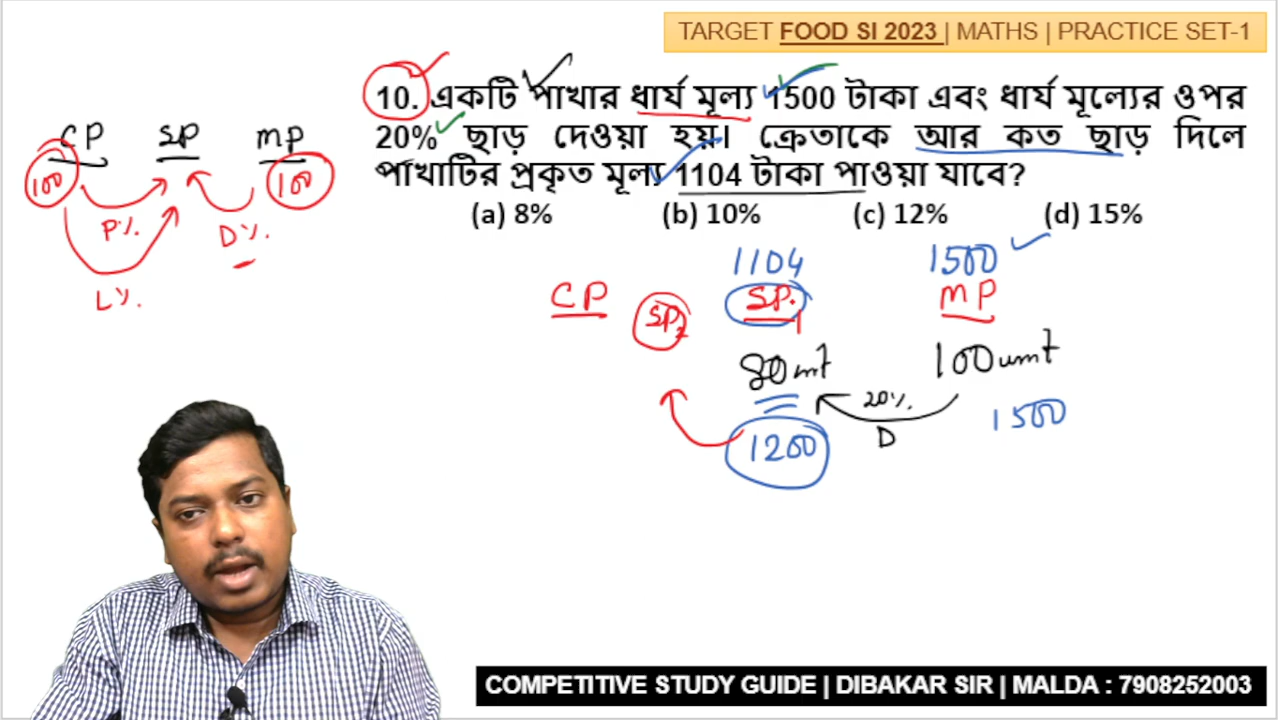 TARGET FOOD SI 2023 | MATHS | PRACTICE SET-1
10. একটি পাখার ধার্য মূল্য 1500 টাকা এবং ধার্য মূল্যের ওপর
20% ছাড় দেওয়া হয়। ক্রেতাকে আর কত ছাড় দিলে
পাখাটির প্রকৃত মূল্য 1104 টাকা পাওয়া যাবে?
(a) 8% (b) 10% (c) 12% (d) 15%
CP SP MP
100 100
P%. D%.
L%.
1104 1500
CP SP2 SP1 MP
80 unit 100 unit
20%.
D
1200 1500
COMPETITIVE STUDY GUIDE | DIBAKAR SIR | MALDA : 7908252003